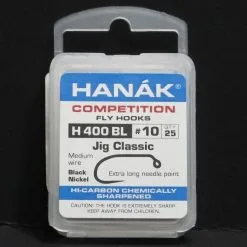 HANÁK
COMPETITION
FLY HOOKS
H 400 BL #10 25
Jig Classic
Medium wire
Extra long needle point
Black Nickel
HI-CARBON CHEMICALLY
SHARPENED
CAUTION: THE HOOK IS EXTREMELY SHARP
KEEP AWAY FROM CHILDREN.